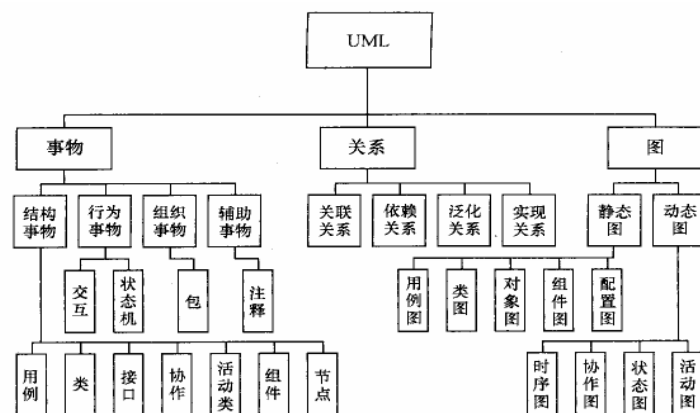 UML
事物
关系
图
结构
事物
行为
事物
组织
事物
辅助
事物
关联
关系
依赖
关系
泛化
关系
实现
关系
静态
图
动态
图
交互
状态机
包
注释
用例图
类图
对象图
组件图
配置图
用例
类
接口
协作
活动类
组件
节点
时序图
协作图
状态图
活动图